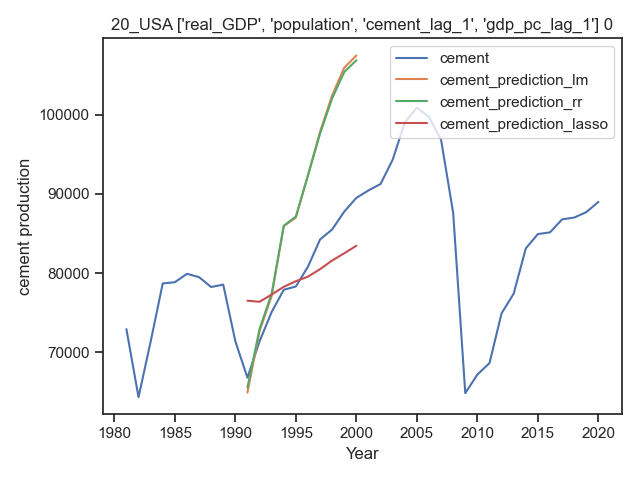 20_USA ['real_GDP', 'population', 'cement_lag_1', 'gdp_pc_lag_1'] 0
cement
cement_prediction_lm
cement_prediction_rr
cement_prediction_lasso
100000
90000
80000
70000
cement production
1980 1985 1990 1995 2000 2005 2010 2015 2020
Year